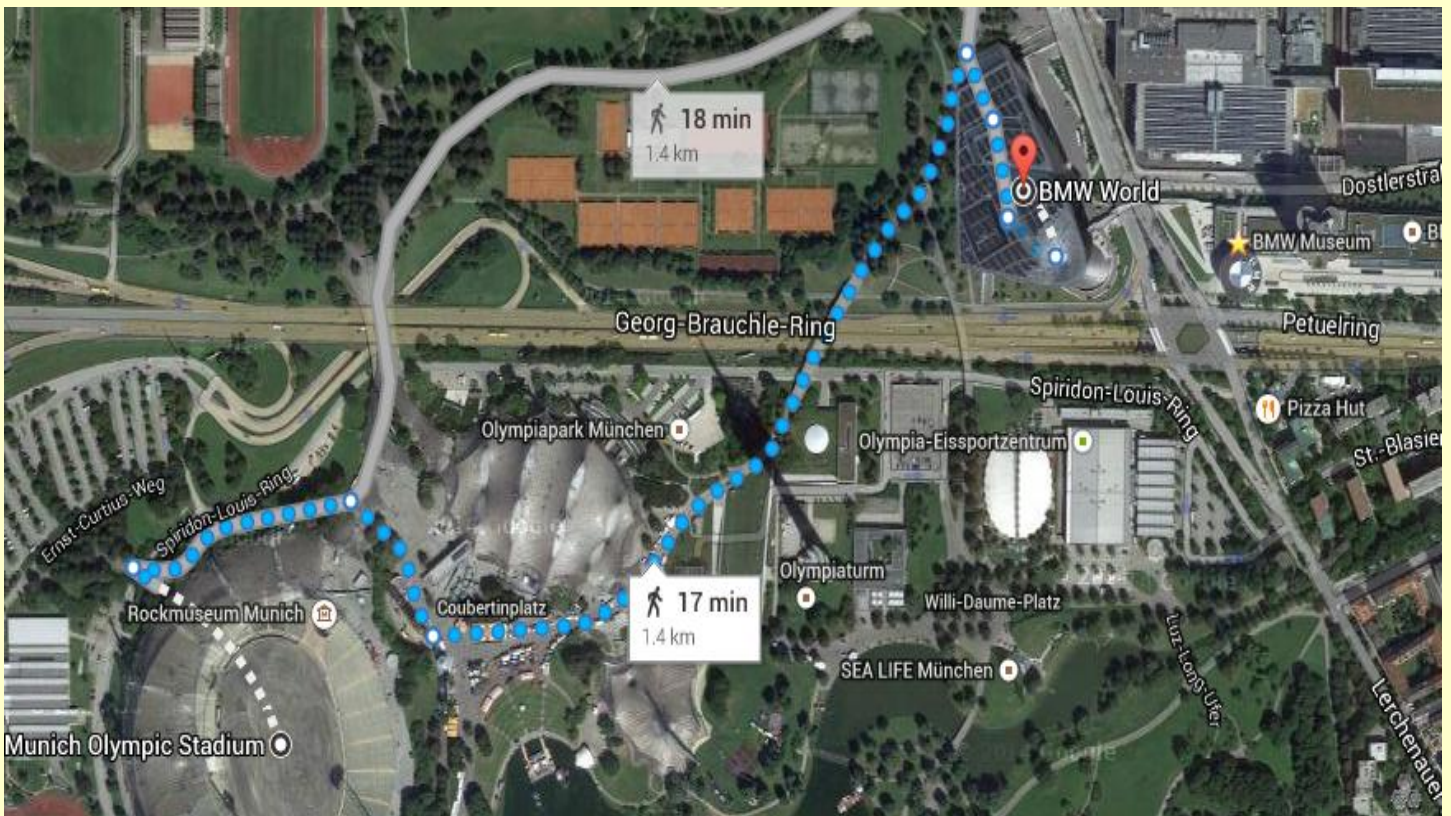 18 min
1.4 km
BMW World
Dostlerstraß
BMW Museum
Georg-Brauchle-Ring
Petuelring
Spiridon-Louis-Ring
Pizza Hut
Olympiapark München
Olympia-Eissportzentrum
St.-Blasien
Ernst-Curtius-Weg
Spiridon-Louis-Ring
Olympiaturm
17 min
1.4 km
Coubertinplatz
Rockmuseum Munich
Willi-Daume-Platz
SEA LIFE München
Luz-Long-Ufer
Lerchenauer
Munich Olympic Stadium